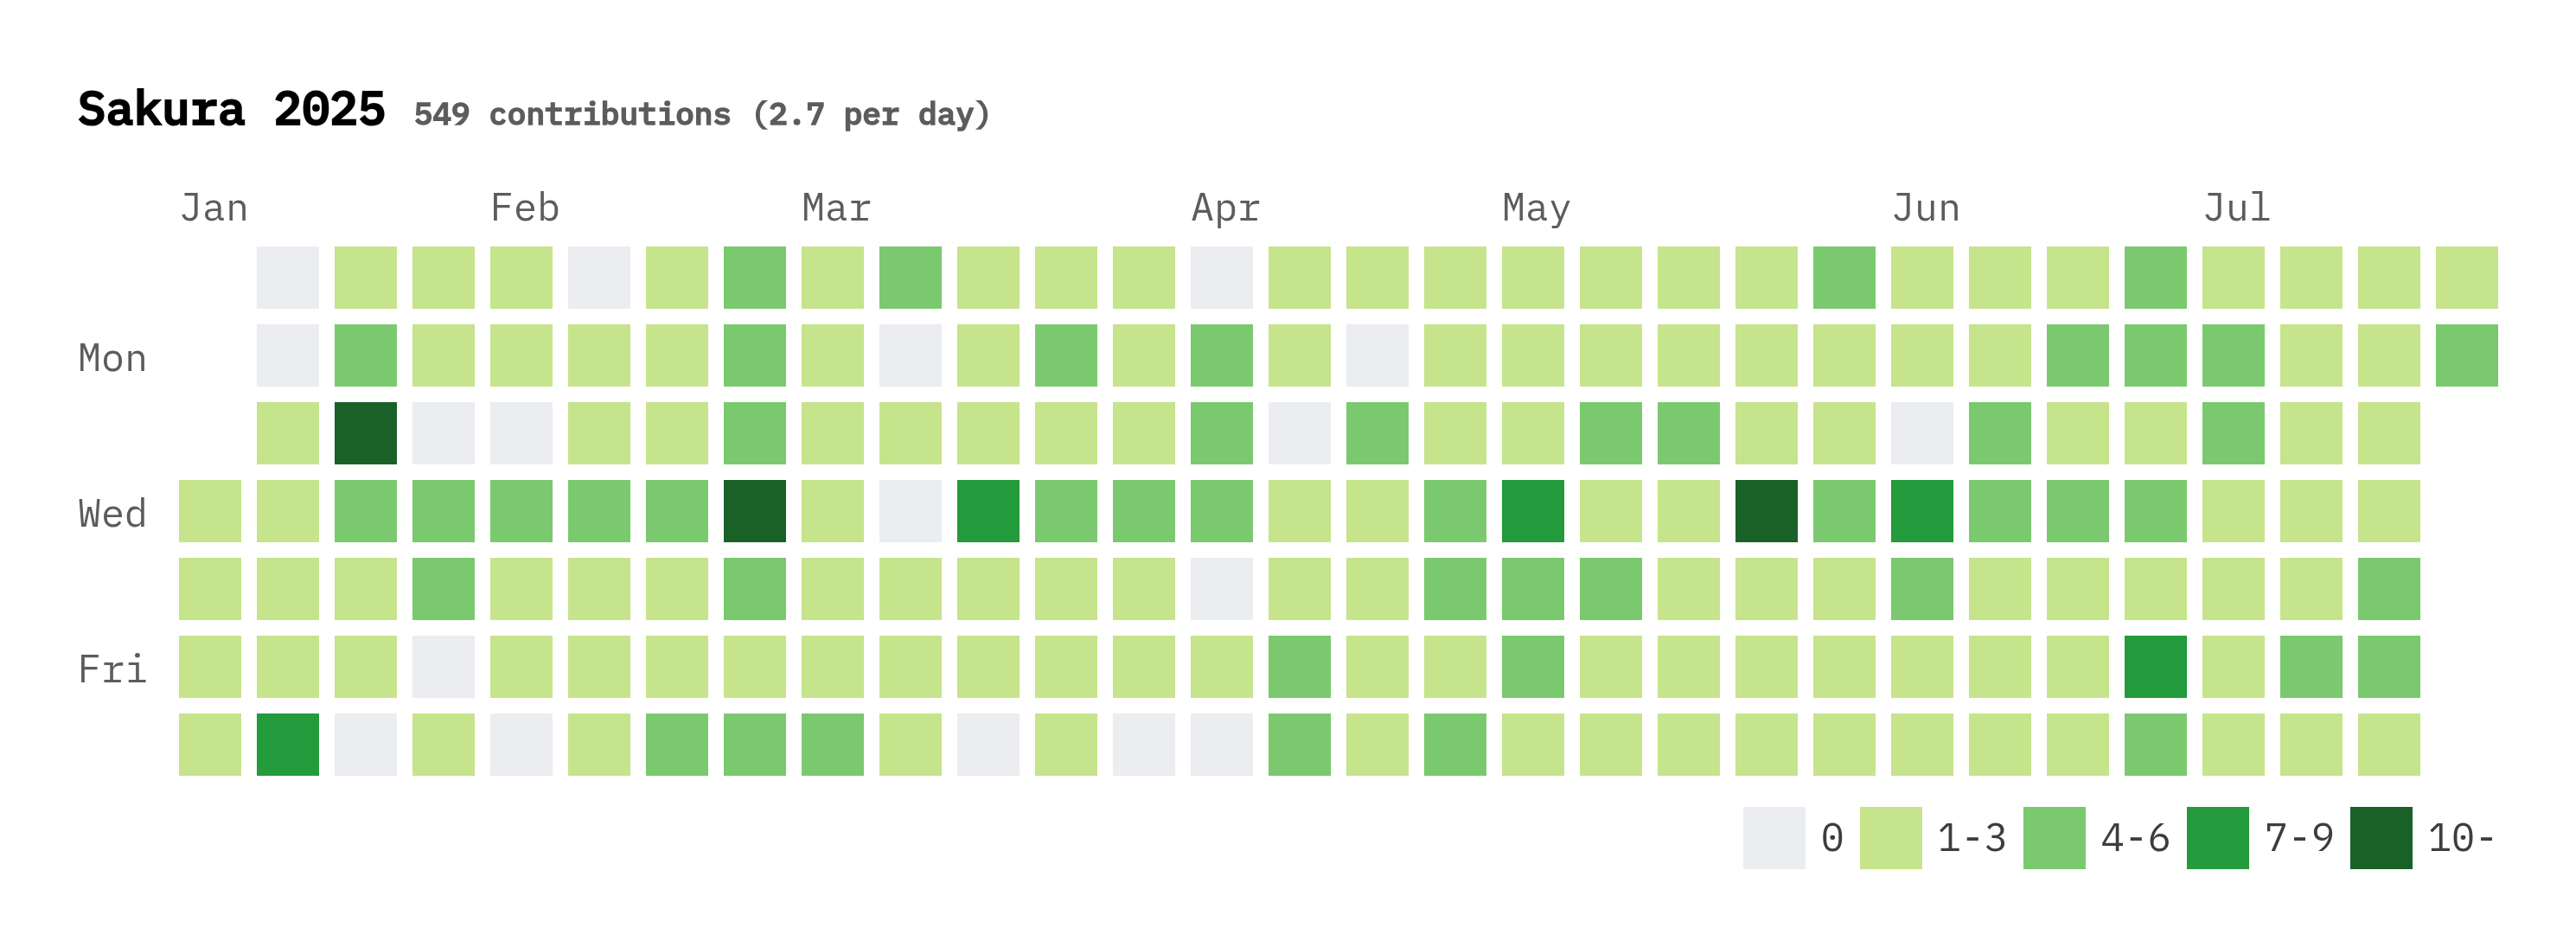 Sakura 2025 549 contributions (2.7 per day)
Jan Feb Mar Apr May Jun Jul
Mon
Wed
Fri
0 1-3 4-6 7-9 10-